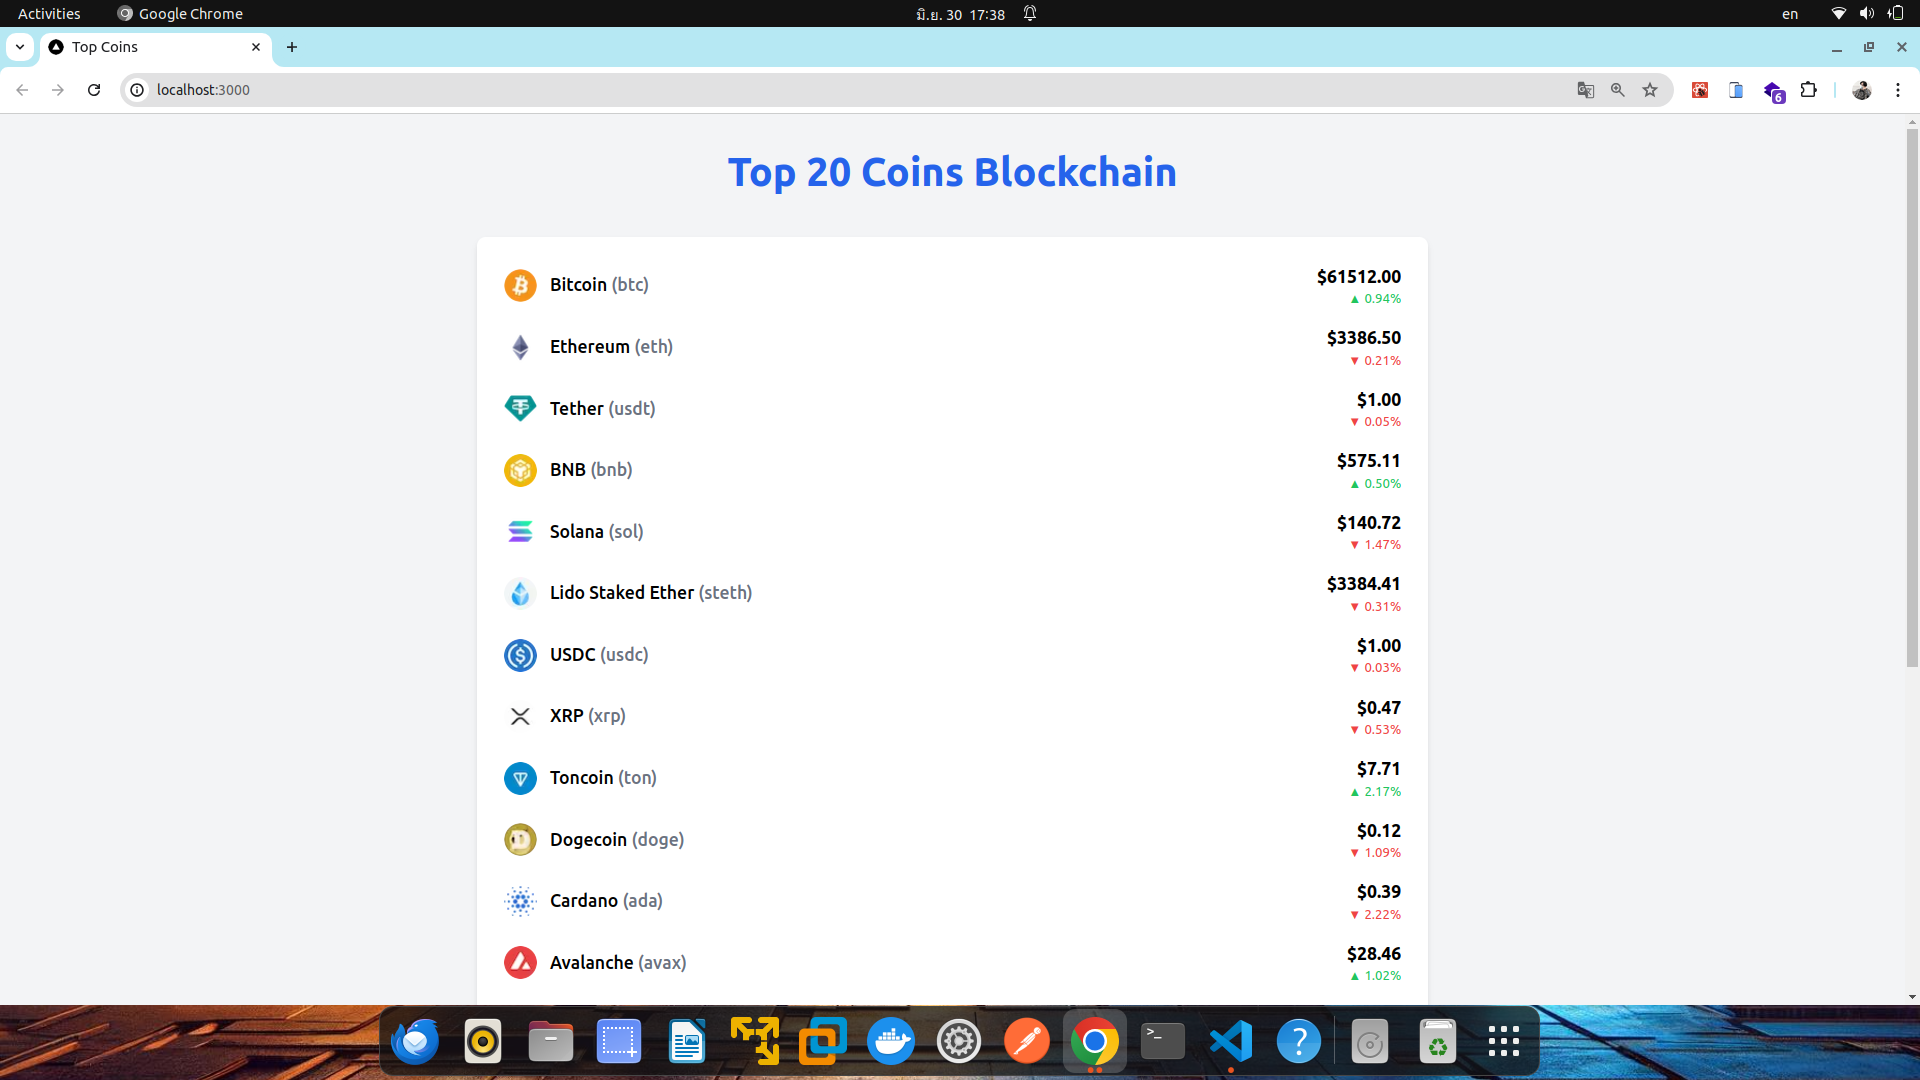 Activities
Google Chrome
มิ.ย. 30 17:38
en
Top Coins
localhost:3000
6
Top 20 Coins Blockchain
Bitcoin (btc)
$61512.00
▲ 0.94%
Ethereum (eth)
$3386.50
▼ 0.21%
Tether (usdt)
$1.00
▼ 0.05%
BNB (bnb)
$575.11
▲ 0.50%
Solana (sol)
$140.72
▼ 1.47%
Lido Staked Ether (steth)
$3384.41
▼ 0.31%
USDC (usdc)
$1.00
▼ 0.03%
XRP (xrp)
$0.47
▼ 0.53%
Toncoin (ton)
$7.71
▲ 2.17%
Dogecoin (doge)
$0.12
▼ 1.09%
Cardano (ada)
$0.39
▼ 2.22%
Avalanche (avax)
$28.46
▲ 1.02%